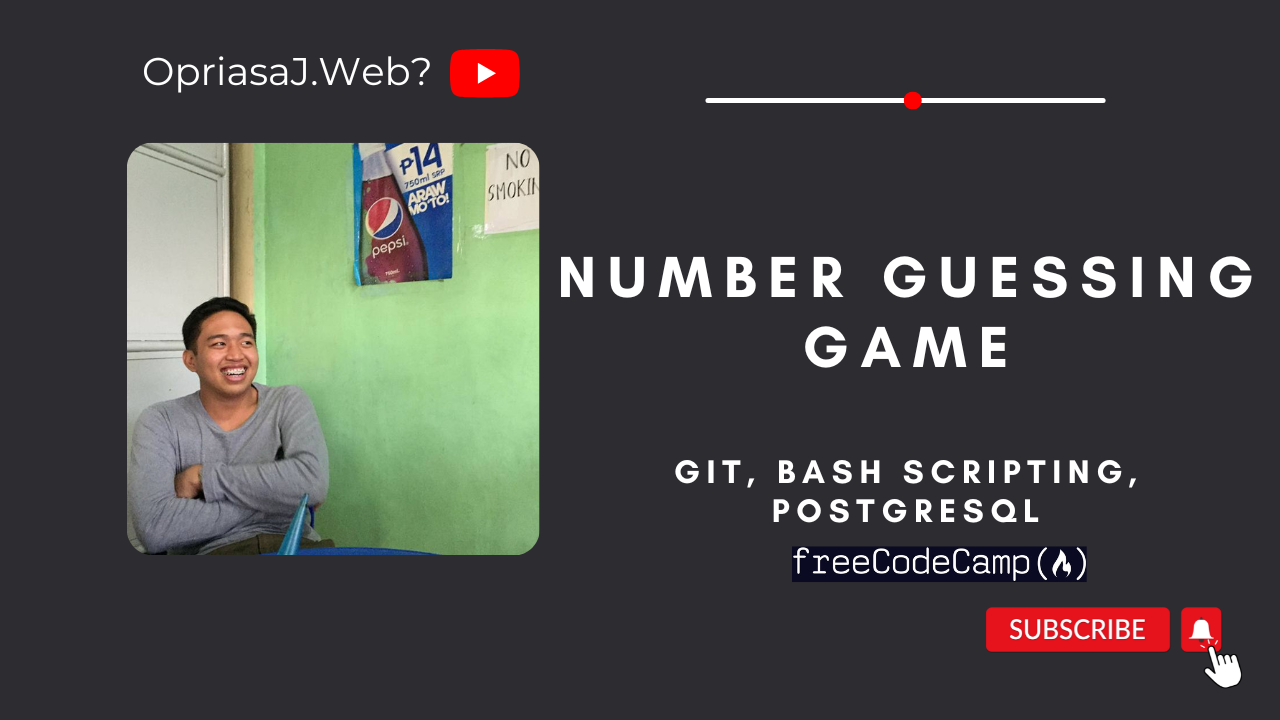 OpriasaJ.Web?
₱14
750ml SRP
ARAW
MO'TO!
pepsi
750ml
NO
SMOKIN
NUMBER GUESSING
GAME
GIT, BASH SCRIPTING,
POSTGRESQL
freeCodeCamp
SUBSCRIBE